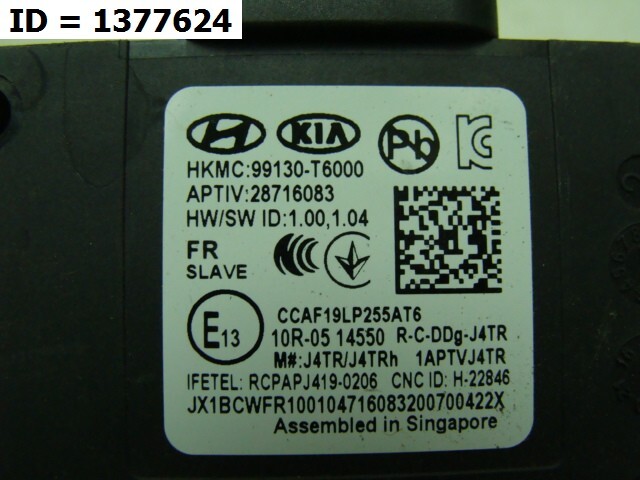 ID = 1377624
KIA Pb KC
HKMC:99130-T6000
APTIV:28716083
HW/SW ID:1.00,1.04
FR
SLAVE
CCAF19LP255AT6
E13
10R-05 14550 R-C-DDg-J4TR
M#:J4TR/J4TRh 1APTVJ4TR
IFETEL: RCPAPJ419-0206 CNC ID: H-22846
JX1BCWFR100104716083200700422X
Assembled in Singapore